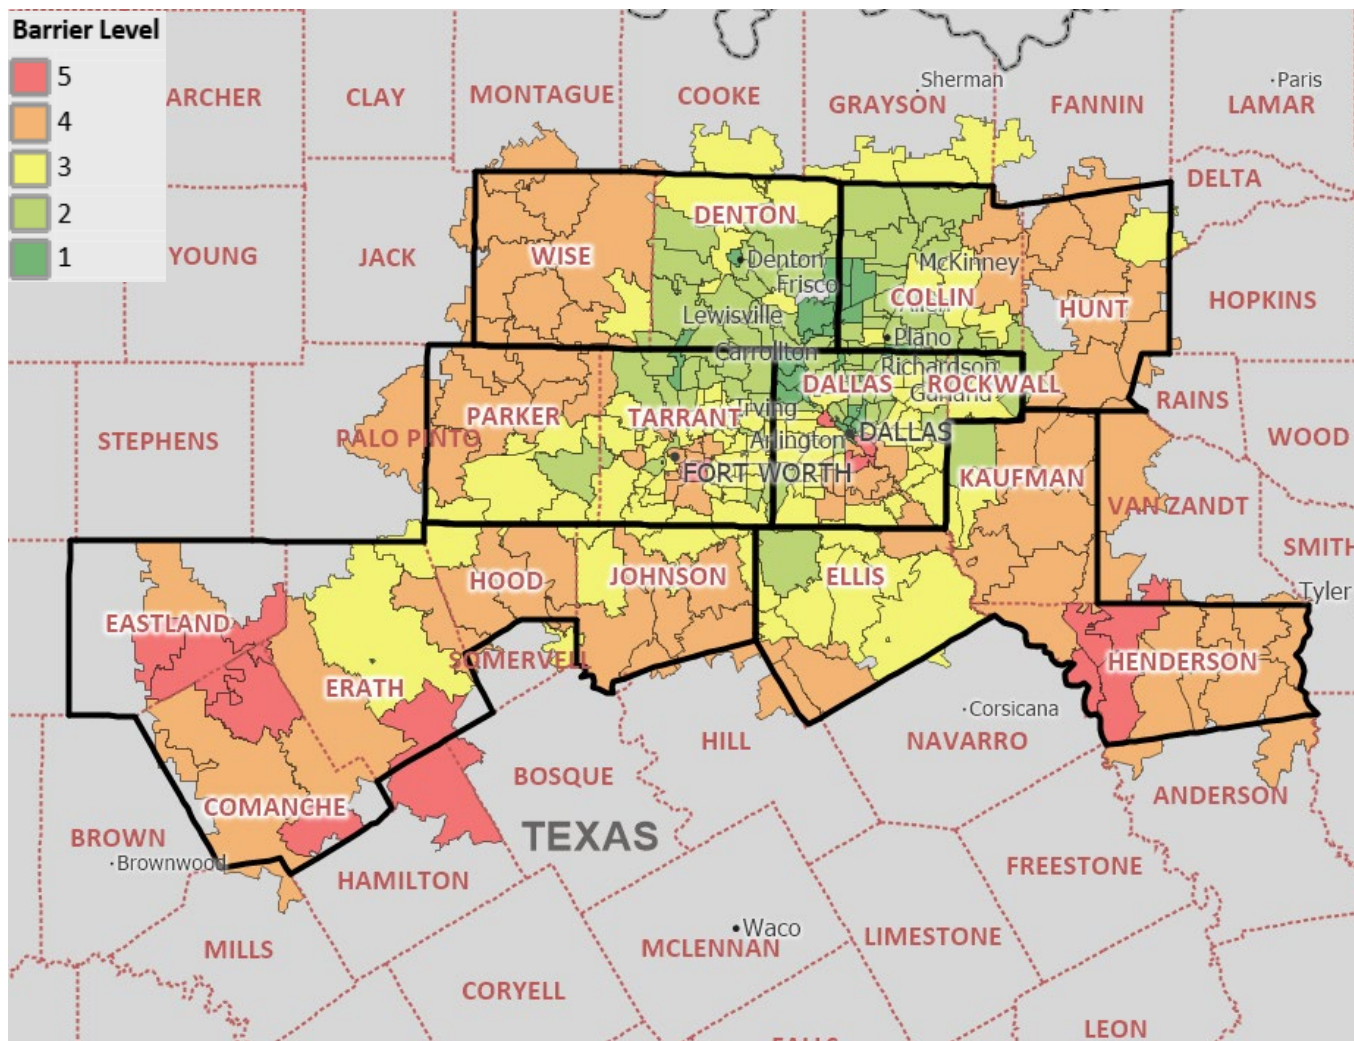 Barrier Level
5
4
3
2
1
ARCHER
CLAY
MONTAGUE
COOKE
GRAYSON
Sherman
FANNIN
Paris
LAMAR
DELTA
YOUNG
JACK
WISE
DENTON
Denton
Frisco
McKinney
COLLIN
HUNT
HOPKINS
Lewisville
Plano
Carrollton
Richardson
STEPHENS
PALO PINTO
PARKER
TARRANT
Irving
DALLAS
Garland
ROCKWALL
RAINS
WOOD
Arlington
DALLAS
FORT WORTH
KAUFMAN
VAN ZANDT
SMITH
Tyler
EASTLAND
HOOD
JOHNSON
ELLIS
ERATH
SOMERVELL
HENDERSON
Corsicana
HILL
NAVARRO
BOSQUE
ANDERSON
COMANCHE
BROWN
Brownwood
TEXAS
HAMILTON
FREESTONE
MILLS
Waco
MCLENNAN
LIMESTONE
CORYELL
LEON